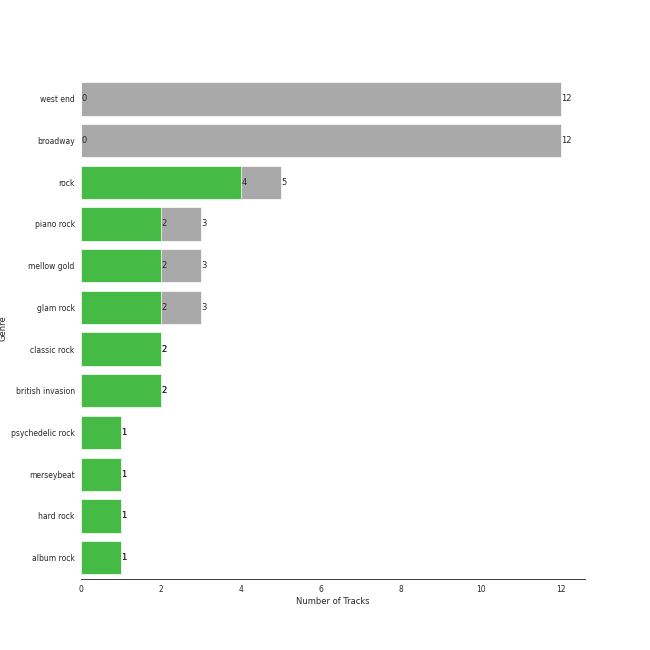 west end 0 12
broadway 0 12
rock 4 5
piano rock 2 3
mellow gold 2 3
glam rock 2 3
Genre
classic rock 2
british invasion 2
psychedelic rock 1
merseybeat 1
hard rock 1
album rock 1
0 2 4 6 8 10 12
Number of Tracks